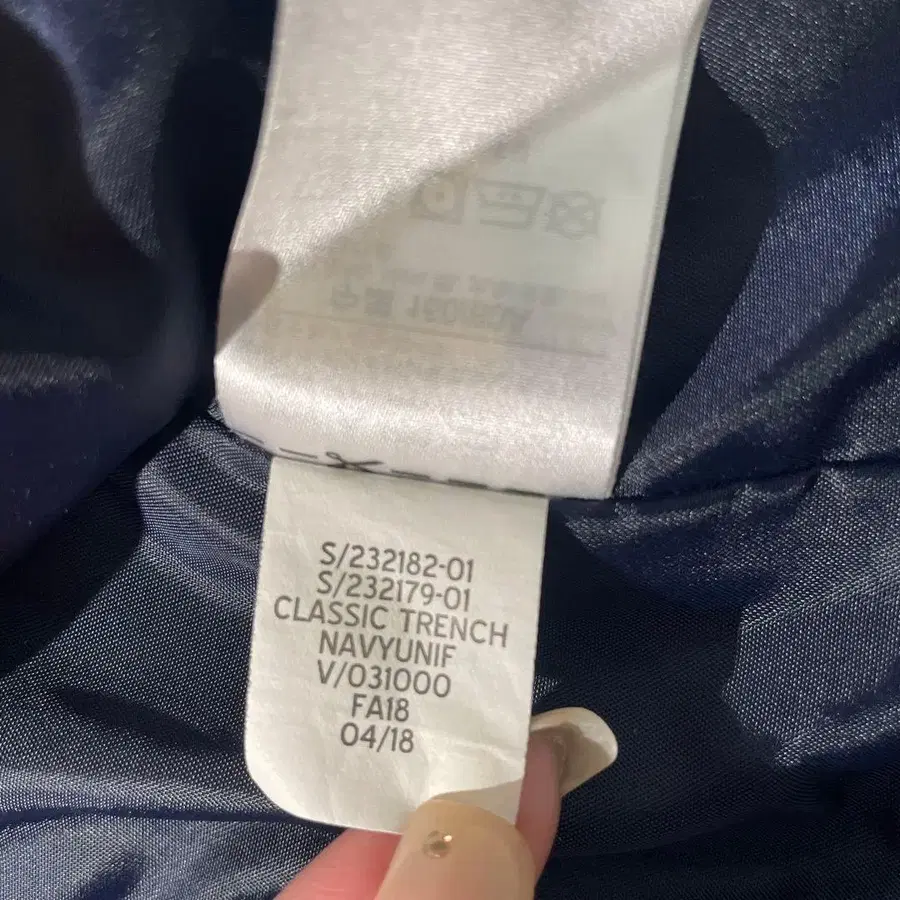 S/232182-01
S/232179-01
CLASSIC TRENCH
NAVYUNIF
V/031000
FA18
04/18